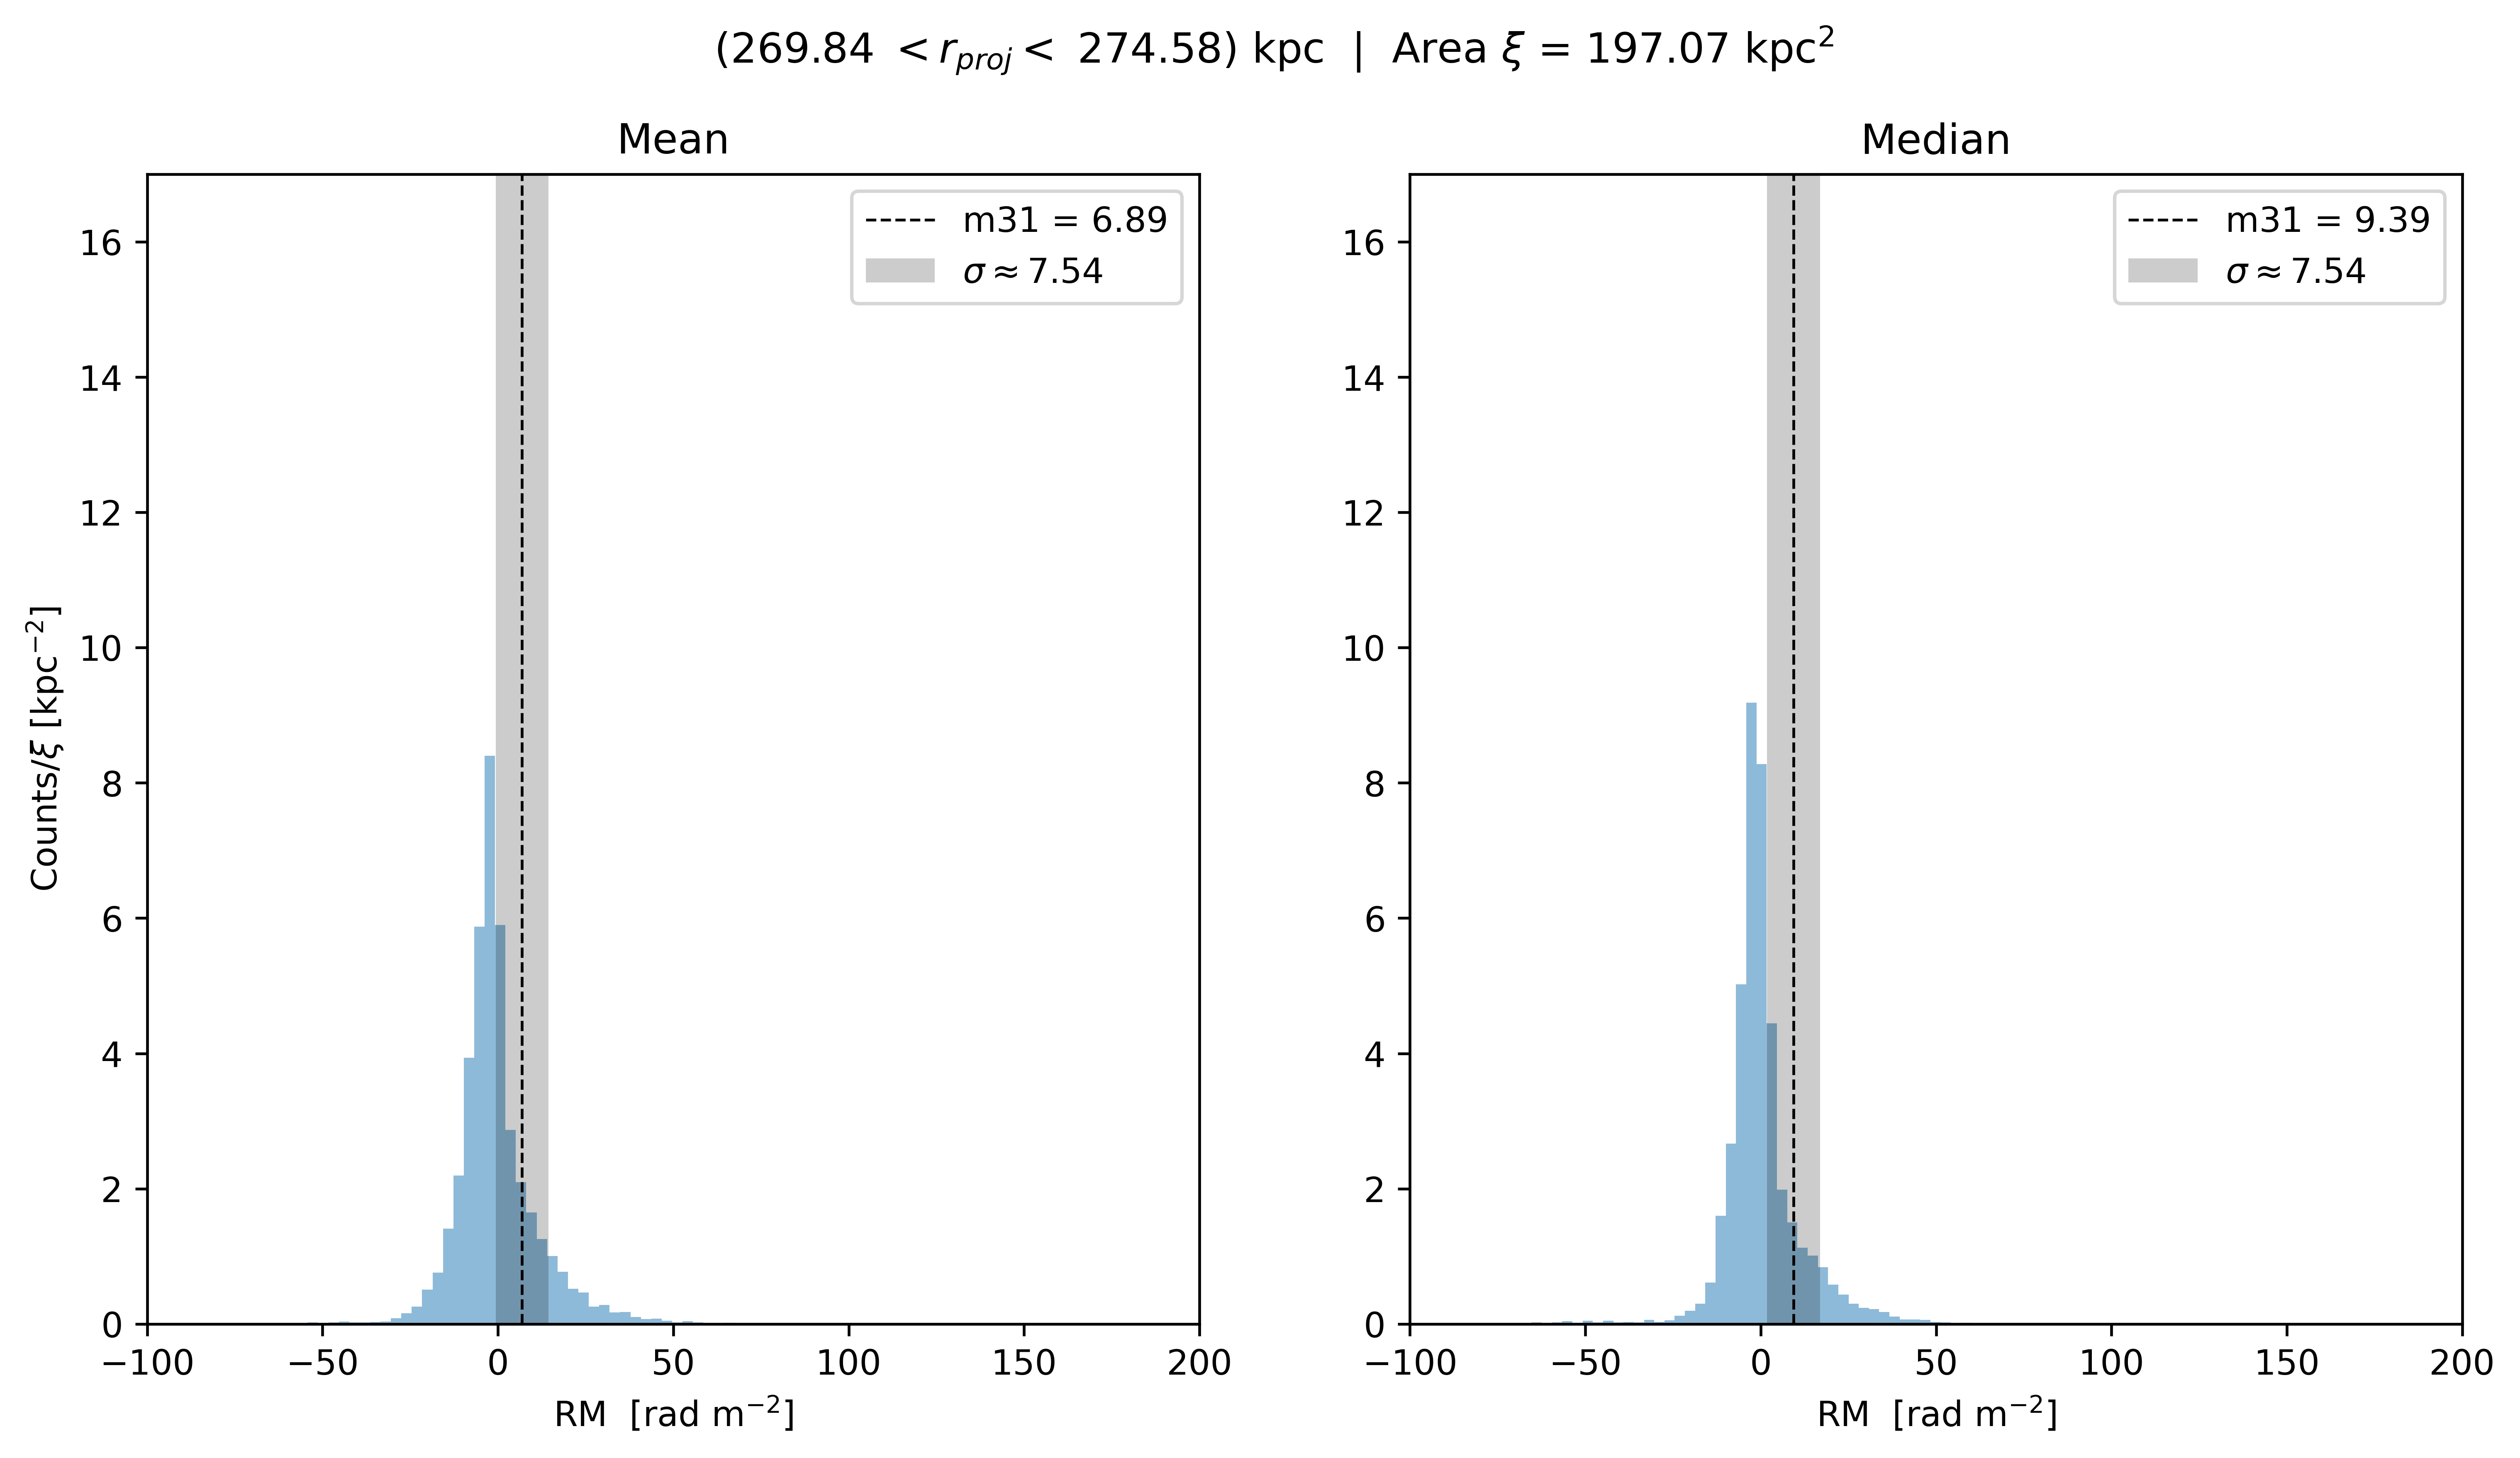 (269.84 < r_proj < 274.58) kpc | Area ξ = 197.07 kpc²
Mean
m31 = 6.89
σ ≈ 7.54
Counts/ξ [kpc⁻²]
16
14
12
10
8
6
4
2
0
−100 −50 0 50 100 150 200
RM [rad m⁻²]
Median
m31 = 9.39
σ ≈ 7.54
16
14
12
10
8
6
4
2
0
−100 −50 0 50 100 150 200
RM [rad m⁻²]